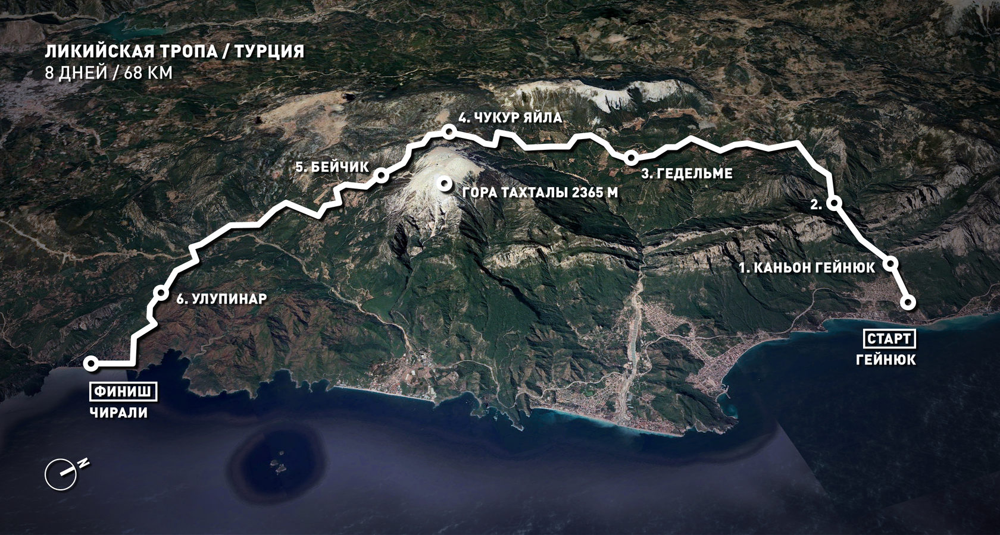 ЛИКИЙСКАЯ ТРОПА / ТУРЦИЯ
8 ДНЕЙ / 68 КМ
4. ЧУКУР ЯЙЛА
5. БЕЙЧИК
3. ГЕДЕЛЬМЕ
ГОРА ТАХТАЛЫ 2365 М
2.
1. КАНЬОН ГЕЙНЮК
6. УЛУПИНАР
СТАРТ
ГЕЙНЮК
ФИНИШ
ЧИРАЛИ
N